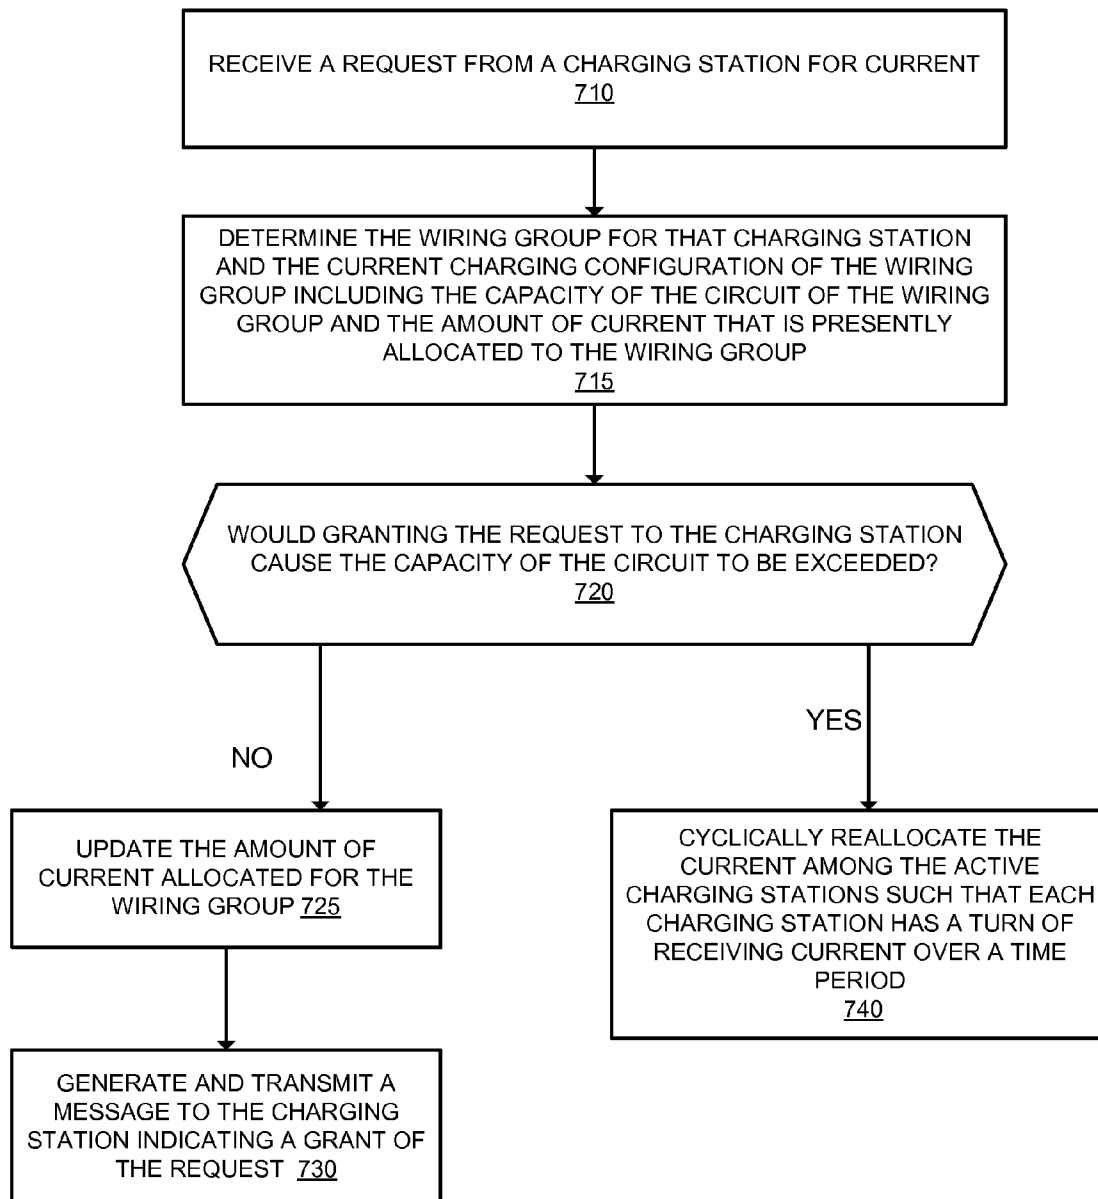 RECEIVE A REQUEST FROM A CHARGING STATION FOR CURRENT
710
DETERMINE THE WIRING GROUP FOR THAT CHARGING STATION
AND THE CURRENT CHARGING CONFIGURATION OF THE WIRING
GROUP INCLUDING THE CAPACITY OF THE CIRCUIT OF THE WIRING
GROUP AND THE AMOUNT OF CURRENT THAT IS PRESENTLY
ALLOCATED TO THE WIRING GROUP
715
WOULD GRANTING THE REQUEST TO THE CHARGING STATION
CAUSE THE CAPACITY OF THE CIRCUIT TO BE EXCEEDED?
720
NO
YES
UPDATE THE AMOUNT OF
CURRENT ALLOCATED FOR THE
WIRING GROUP 725
GENERATE AND TRANSMIT A
MESSAGE TO THE CHARGING
STATION INDICATING A GRANT OF
THE REQUEST 730
CYCLICALLY REALLOCATE THE
CURRENT AMONG THE ACTIVE
CHARGING STATIONS SUCH THAT EACH
CHARGING STATION HAS A TURN OF
RECEIVING CURRENT OVER A TIME
PERIOD
740